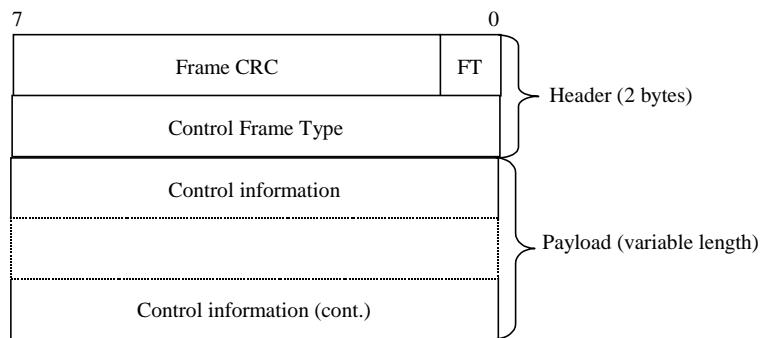 7 0
Frame CRC FT
Header (2 bytes)
Control Frame Type
Control information
Payload (variable length)
Control information (cont.)